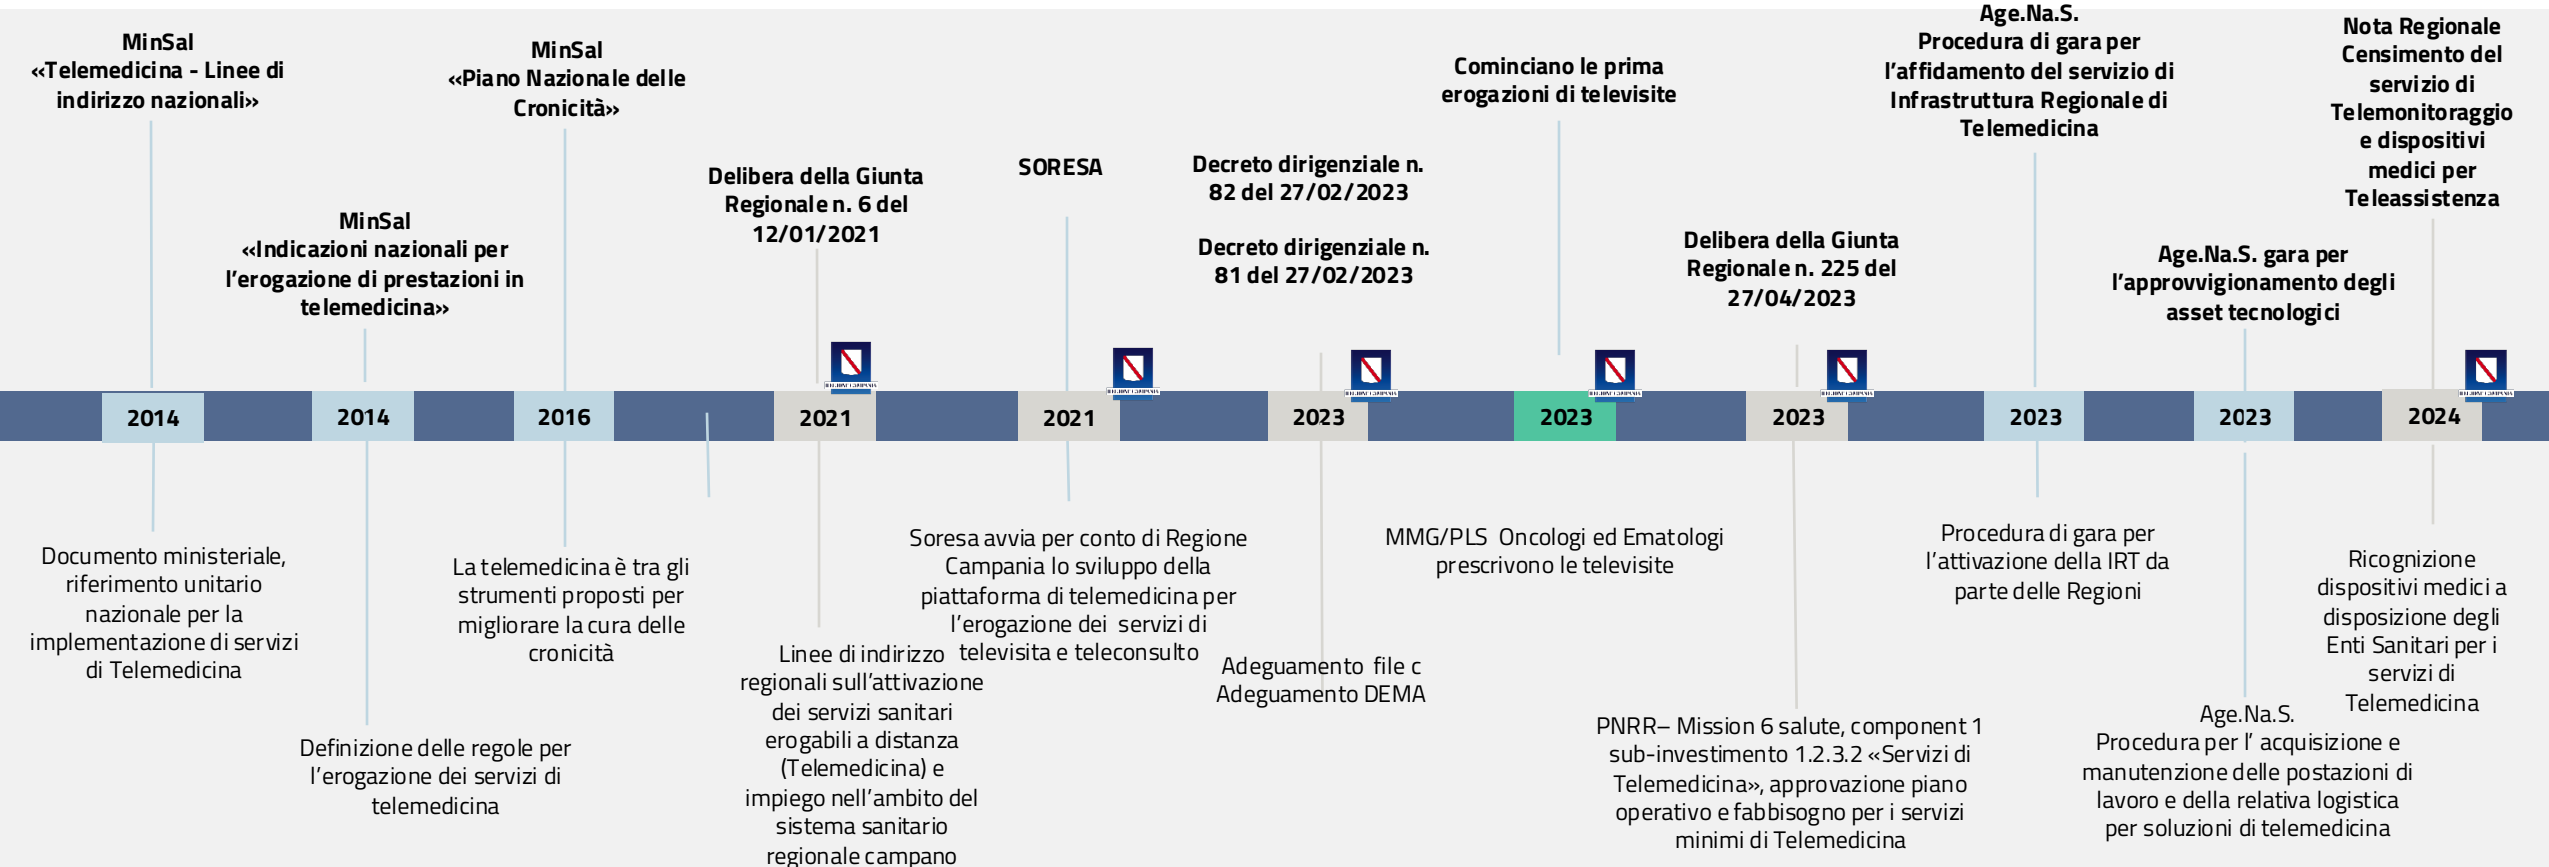 MinSal
«Telemedicina - Linee di
indirizzo nazionali»
MinSal
«Indicazioni nazionali per
l’erogazione di prestazioni in
telemedicina»
MinSal
«Piano Nazionale delle
Cronicità»
Delibera della Giunta
Regionale n. 6 del
12/01/2021
SORESA
Decreto dirigenziale n.
82 del 27/02/2023
Decreto dirigenziale n.
81 del 27/02/2023
Cominciano le prima
erogazioni di televisite
Delibera della Giunta
Regionale n. 225 del
27/04/2023
Age.Na.S.
Procedura di gara per
l’affidamento del servizio di
Infrastruttura Regionale di
Telemedicina
Age.Na.S. gara per
l’approvvigionamento degli
asset tecnologici
Nota Regionale
Censimento del
servizio di
Telemonitoraggio
e dispositivi
medici per
Teleassistenza
REGIONE CAMPANIA
REGIONE CAMPANIA
REGIONE CAMPANIA
REGIONE CAMPANIA
REGIONE CAMPANIA
REGIONE CAMPANIA
2014
2014
2016
2021
2021
2023
2023
2023
2023
2023
2024
Documento ministeriale,
riferimento unitario
nazionale per la
implementazione di servizi
di Telemedicina
Definizione delle regole per
l’erogazione dei servizi di
telemedicina
La telemedicina è tra gli
strumenti proposti per
migliorare la cura delle
cronicità
Linee di indirizzo
regionali sull’attivazione
dei servizi sanitari
erogabili a distanza
(Telemedicina) e
impiego nell’ambito del
sistema sanitario
regionale campano
Soresa avvia per conto di Regione
Campania lo sviluppo della
piattaforma di telemedicina per
l’erogazione dei servizi di
televisita e teleconsulto
Adeguamento file c
Adeguamento DEMA
MMG/PLS Oncologi ed Ematologi
prescrivono le televisite
PNRR– Mission 6 salute, component 1
sub-investimento 1.2.3.2 «Servizi di
Telemedicina», approvazione piano
operativo e fabbisogno per i servizi
minimi di Telemedicina
Procedura di gara per
l’attivazione della IRT da
parte delle Regioni
Age.Na.S.
Procedura per l’ acquisizione e
manutenzione delle postazioni di
lavoro e della relativa logistica
per soluzioni di telemedicina
Ricognizione
dispositivi medici a
disposizione degli
Enti Sanitari per i
servizi di
Telemedicina